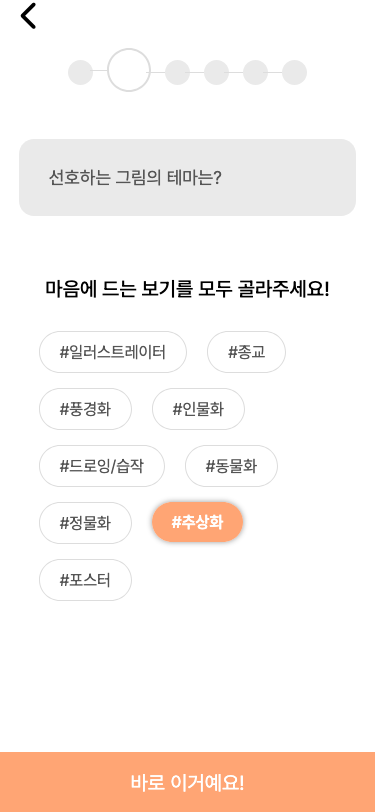 선호하는 그림의 테마는?
마음에 드는 보기를 모두 골라주세요!
#일러스트레이터 #종교
#풍경화 #인물화
#드로잉/습작 #동물화
#정물화 #추상화
#포스터
바로 이거예요!